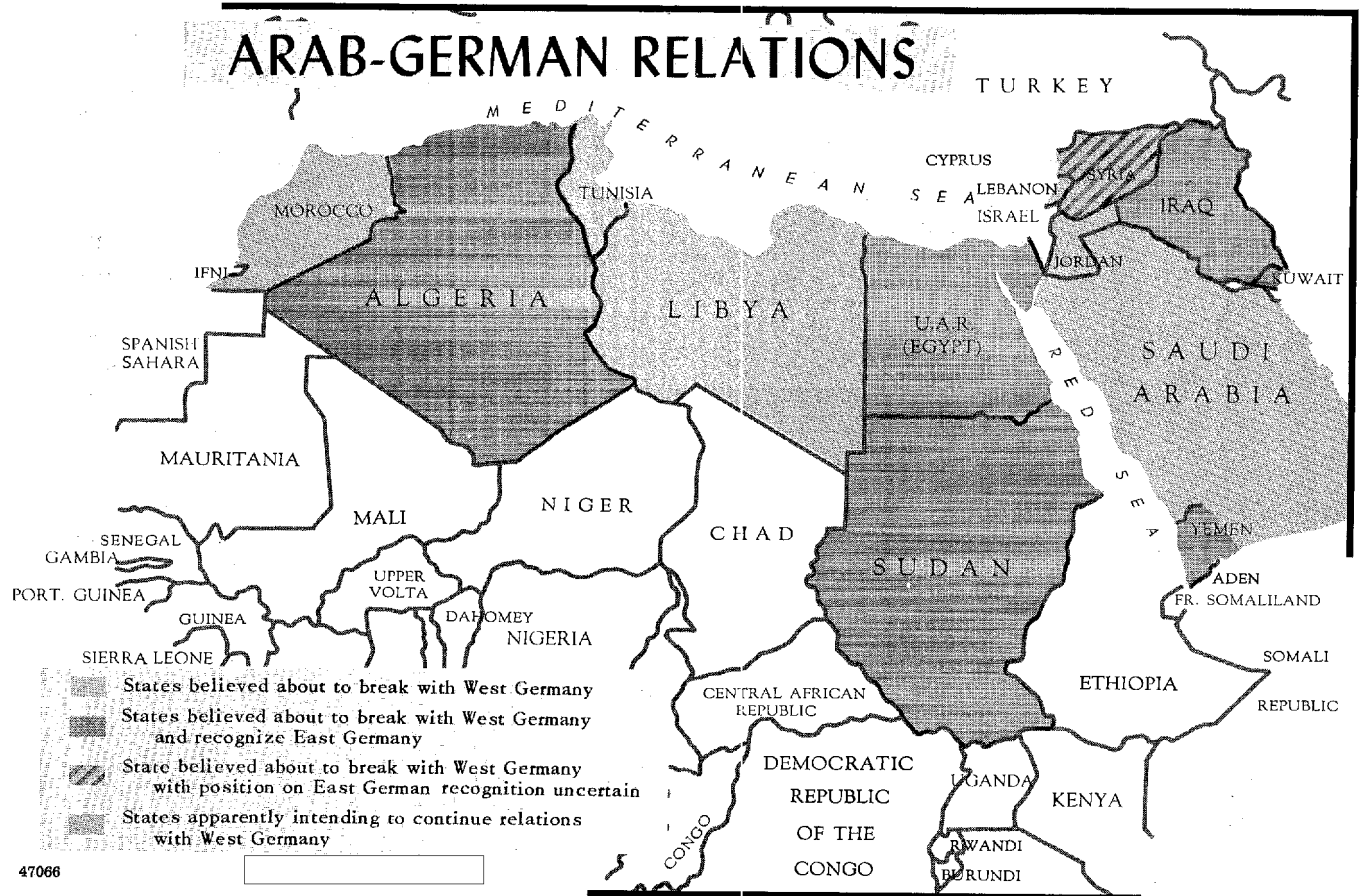 ARAB-GERMAN RELATIONS
TURKEY
MEDITERRANEAN SEA
CYPRUS
LEBANON
SYRIA
ISRAEL
IRAQ
TUNISIA
MOROCCO
JORDAN
IFNI
KUWAIT
ALGERIA
LIBYA
U.A.R.
(EGYPT)
SPANISH
SAHARA
RED SEA
SAUDI
ARABIA
MAURITANIA
NIGER
MALI
CHAD
YEMEN
SENEGAL
GAMBIA
SUDAN
UPPER
VOLTA
ADEN
PORT. GUINEA
FR. SOMALILAND
GUINEA
DAHOMEY
NIGERIA
SIERRA LEONE
SOMALI
REPUBLIC
ETHIOPIA
CENTRAL AFRICAN
REPUBLIC
DEMOCRATIC
REPUBLIC
OF THE
CONGO
UGANDA
KENYA
CONGO
RWANDI
BURUNDI
States believed about to break with West Germany
States believed about to break with West Germany
and recognize East Germany
State believed about to break with West Germany
with position on East German recognition uncertain
States apparently intending to continue relations
with West Germany
47066